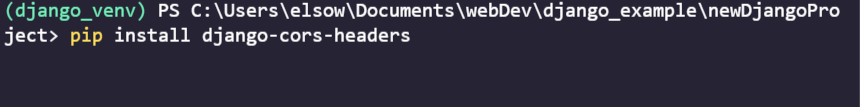 (django_venv) PS C:\Users\elsow\Documents\webDev\django_example\newDjangoPro
ject> pip install django-cors-headers